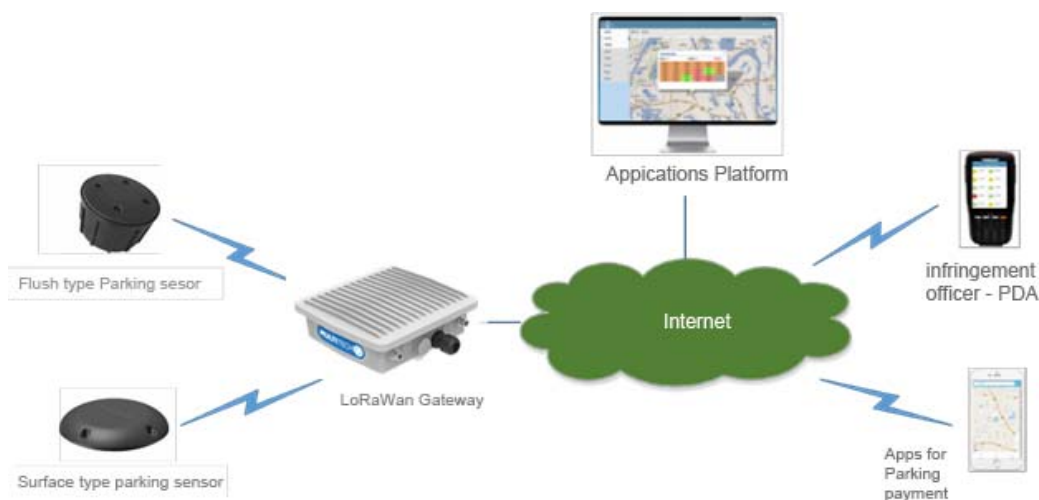 Appications Platform
Flush type Parking sesor
infringement
officer - PDA
Internet
MULTITECH
LoRaWan Gateway
Surface type parking sensor
Apps for
Parking
payment